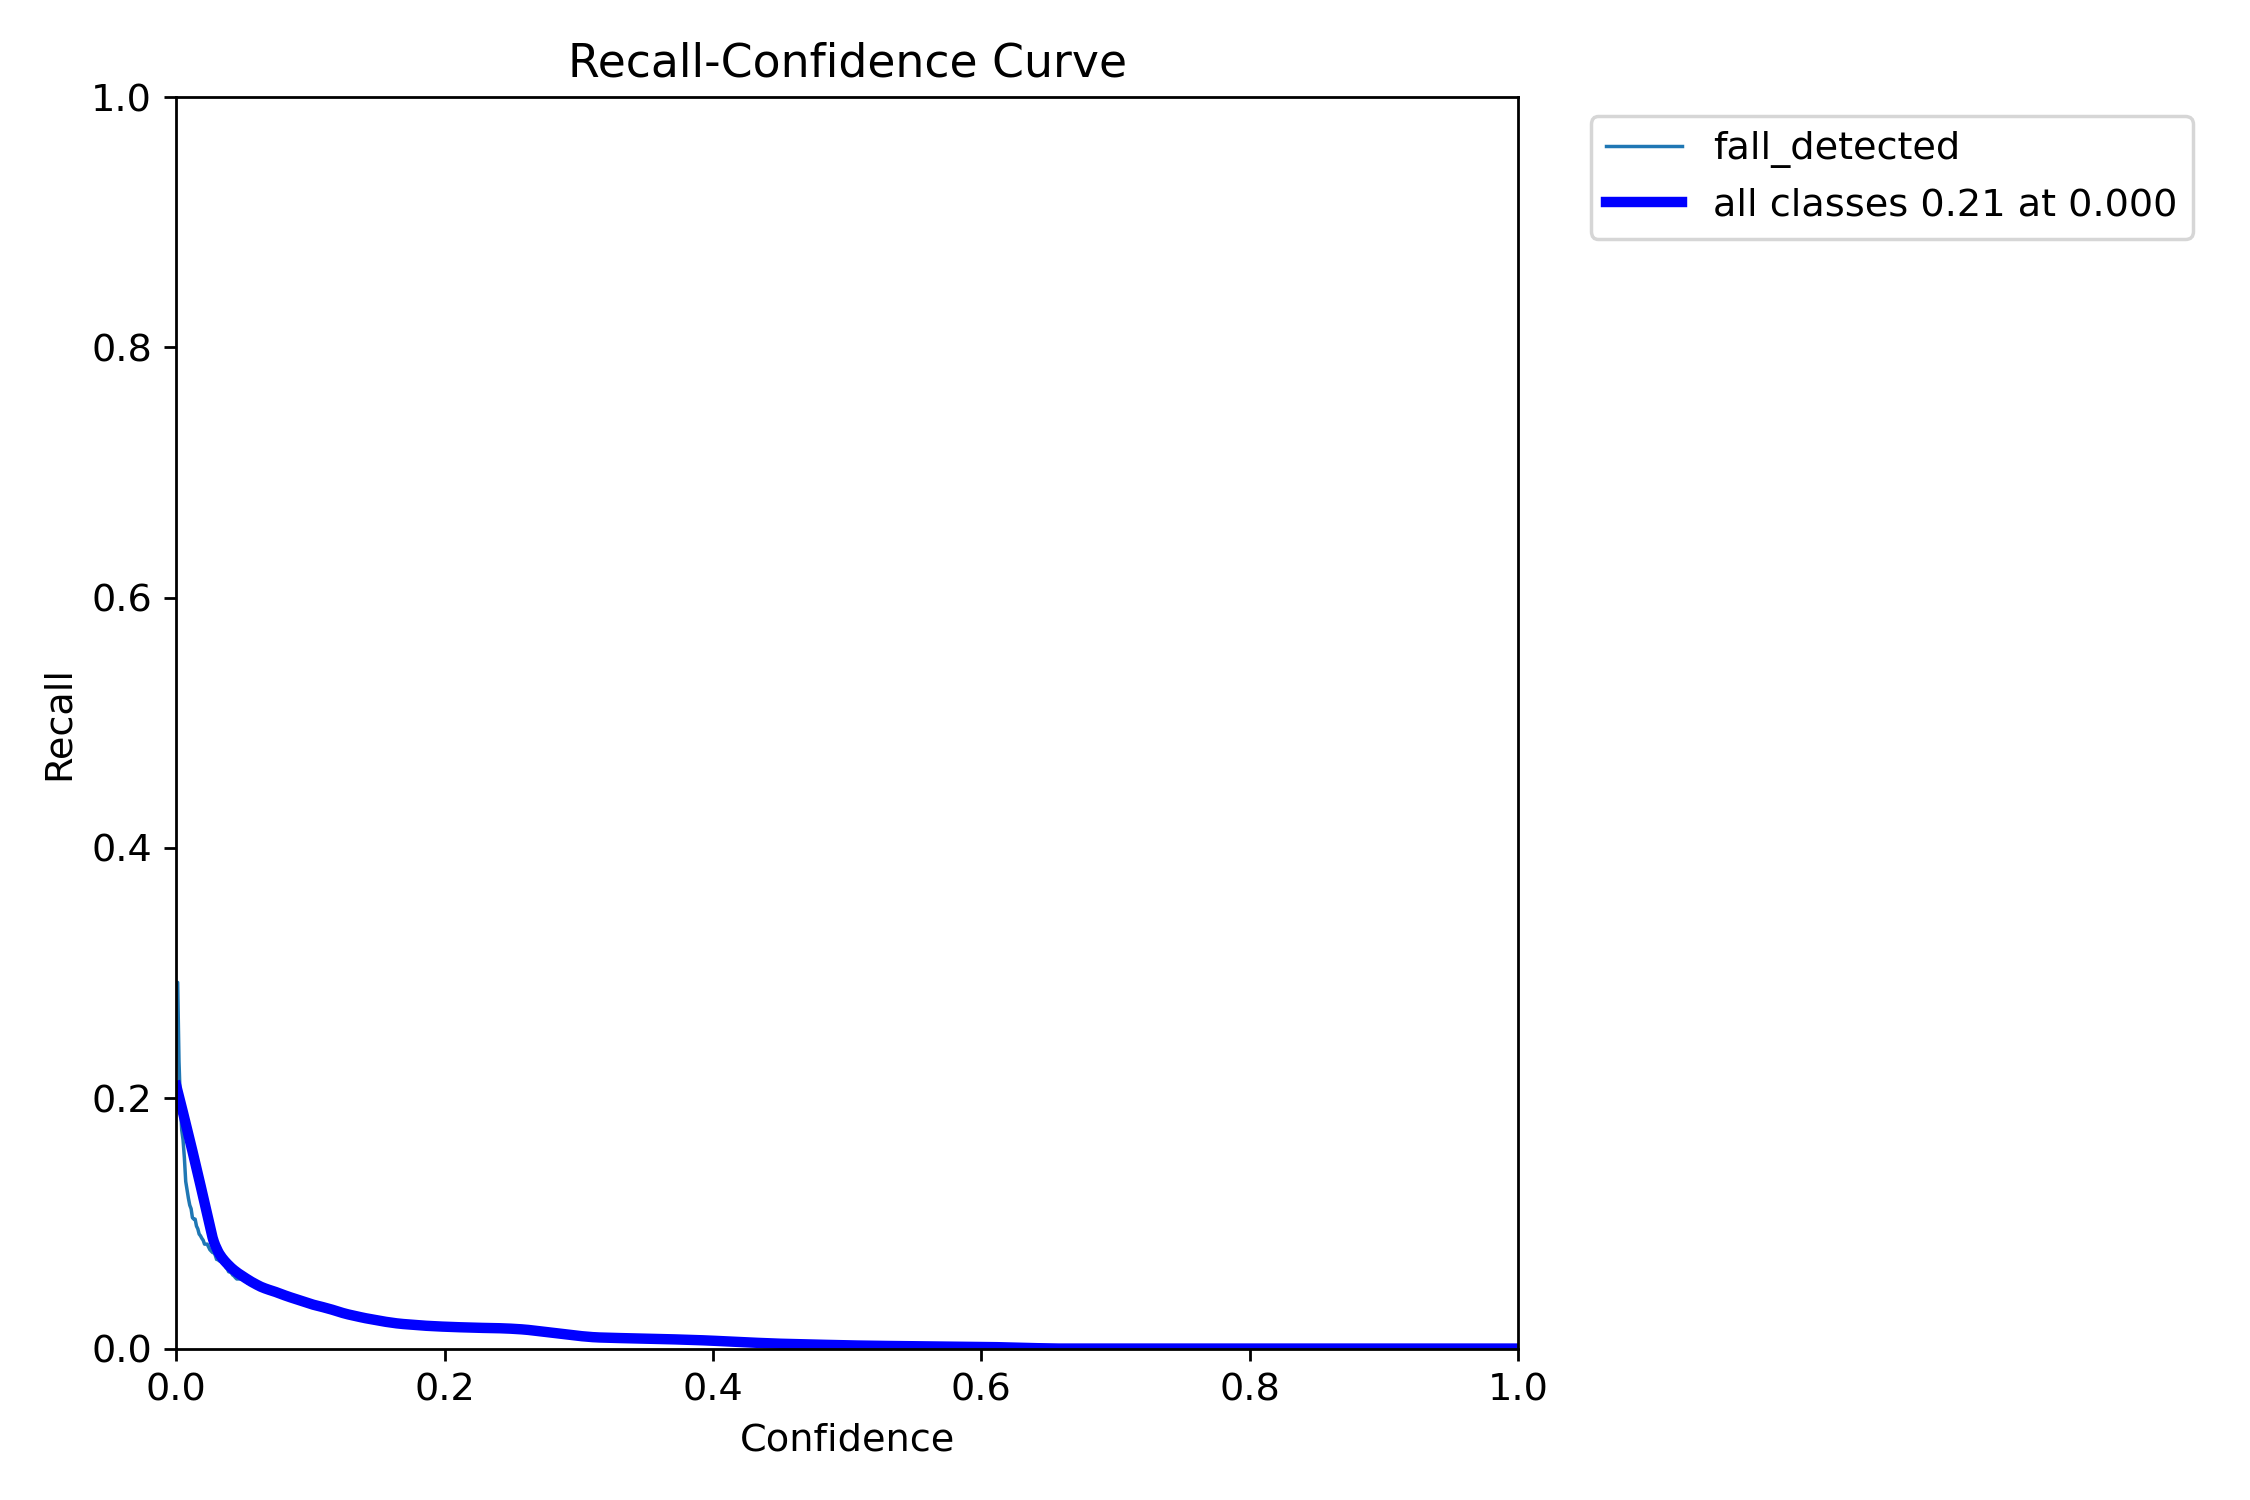 Recall-Confidence Curve
1.0
0.8
0.6
0.4
0.2
0.0
Recall
0.0 0.2 0.4 0.6 0.8 1.0
Confidence
fall_detected
all classes 0.21 at 0.000